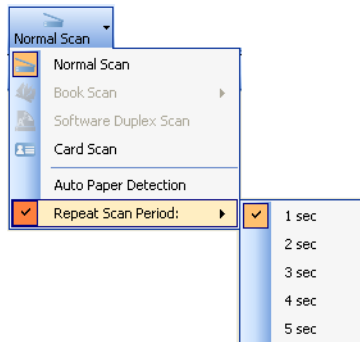 Normal Scan
Normal Scan
Book Scan
Software Duplex Scan
Card Scan
Auto Paper Detection
Repeat Scan Period:
1 sec
2 sec
3 sec
4 sec
5 sec